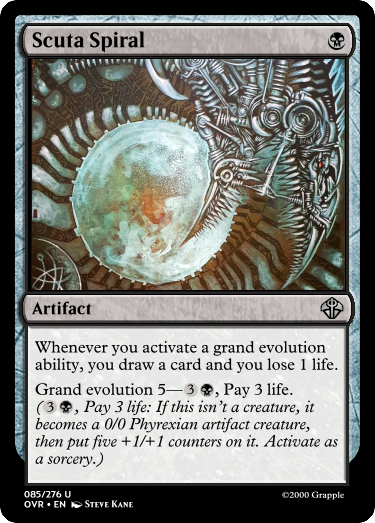 Scuta Spiral
Artifact
Whenever you activate a grand evolution
ability, you draw a card and you lose 1 life.
Grand evolution 5—3, Pay 3 life.
(3, Pay 3 life: If this isn't a creature, it
becomes a 0/0 Phyrexian artifact creature,
then put five +1/+1 counters on it. Activate as
a sorcery.)
085/276 U
OVR • EN Steve Kane
©2000 Grapple